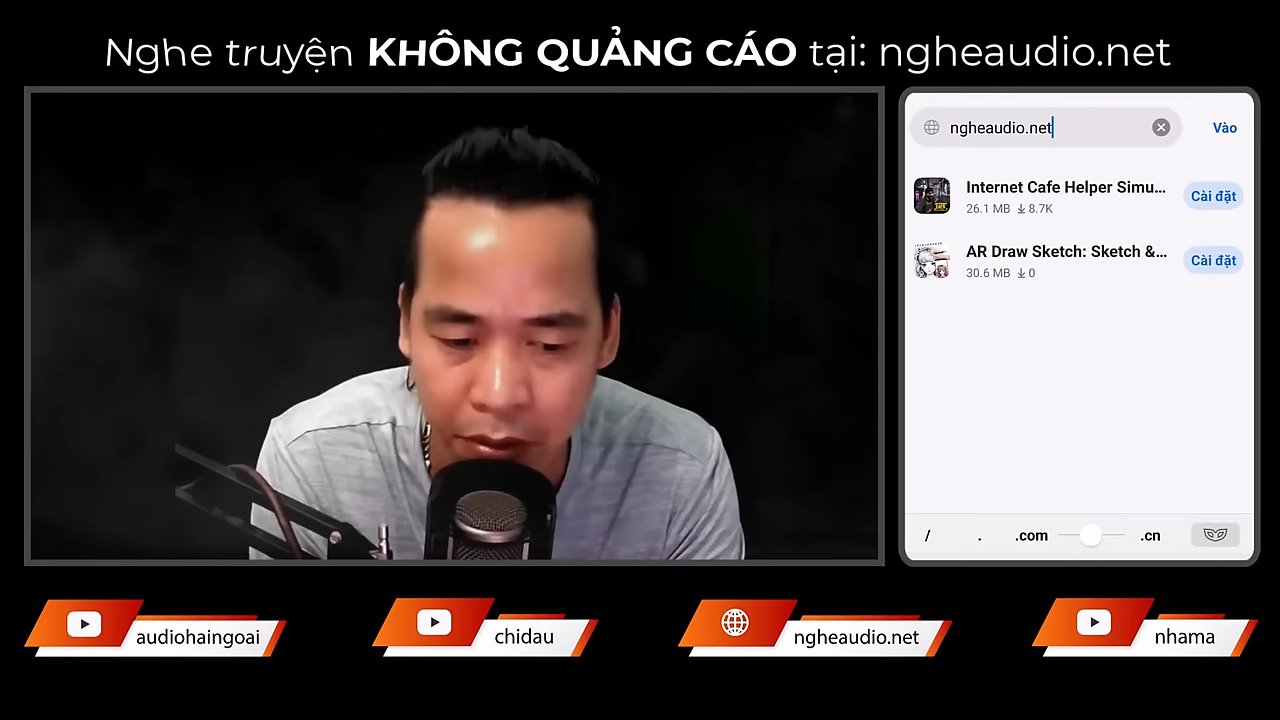 Nghe truyện KHÔNG QUẢNG CÁO tại: ngheaudio.net
ngheaudio.net
Vào
Internet Cafe Helper Simu...
26.1 MB 8.7K
Cài đặt
AR Draw Sketch: Sketch &...
30.6 MB 0
Cài đặt
/ . .com .cn
audiohaingoai
chidau
ngheaudio.net
nhama